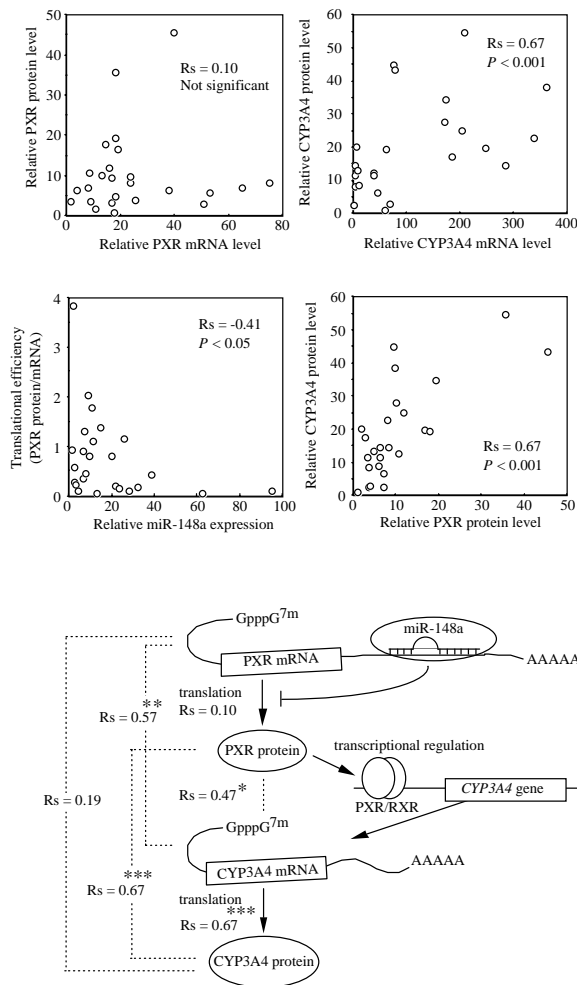 50
40
30
20
10
0
Relative PXR protein level
Rs = 0.10
Not significant
0 20 40 60 80
Relative PXR mRNA level
60
50
40
30
20
10
0
Relative CYP3A4 protein level
Rs = 0.67
P < 0.001
0 100 200 300 400
Relative CYP3A4 mRNA level
4
3
2
1
0
Translational efficiency
(PXR protein/mRNA)
Rs = -0.41
P < 0.05
0 20 40 60 80 100
Relative miR-148a expression
60
50
40
30
20
10
0
Relative CYP3A4 protein level
Rs = 0.67
P < 0.001
0 10 20 30 40 50
Relative PXR protein level
GpppG7m
miR-148a
PXR mRNA
AAAAA
translation
Rs = 0.10
**
Rs = 0.57
PXR protein
transcriptional regulation
Rs = 0.47*
CYP3A4 gene
PXR/RXR
Rs = 0.19
GpppG7m
AAAAA
CYP3A4 mRNA
***
Rs = 0.67
translation
***
Rs = 0.67
CYP3A4 protein